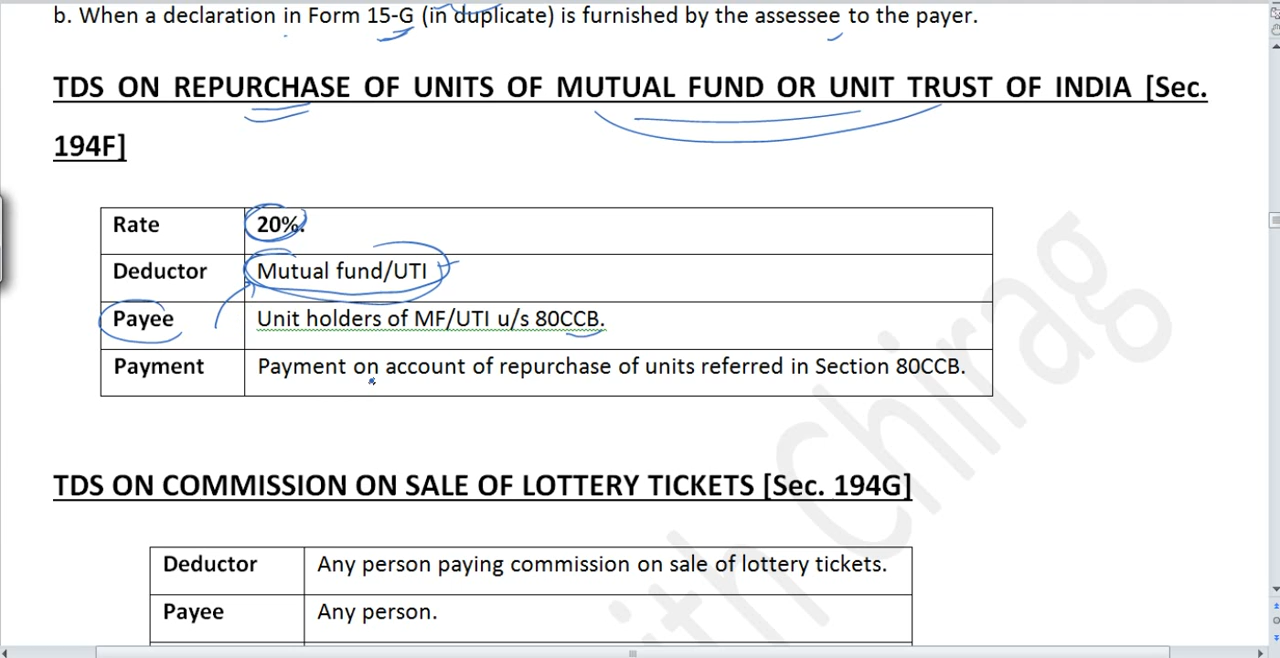 b. When a declaration in Form 15-G (in duplicate) is furnished by the assessee to the payer.
TDS ON REPURCHASE OF UNITS OF MUTUAL FUND OR UNIT TRUST OF INDIA [Sec.
194F]
Rate 20%.
Deductor Mutual fund/UTI
Payee Unit holders of MF/UTI u/s 80CCB.
Payment Payment on account of repurchase of units referred in Section 80CCB.
TDS ON COMMISSION ON SALE OF LOTTERY TICKETS [Sec. 194G]
Deductor Any person paying commission on sale of lottery tickets.
Payee Any person.
ith Chirag